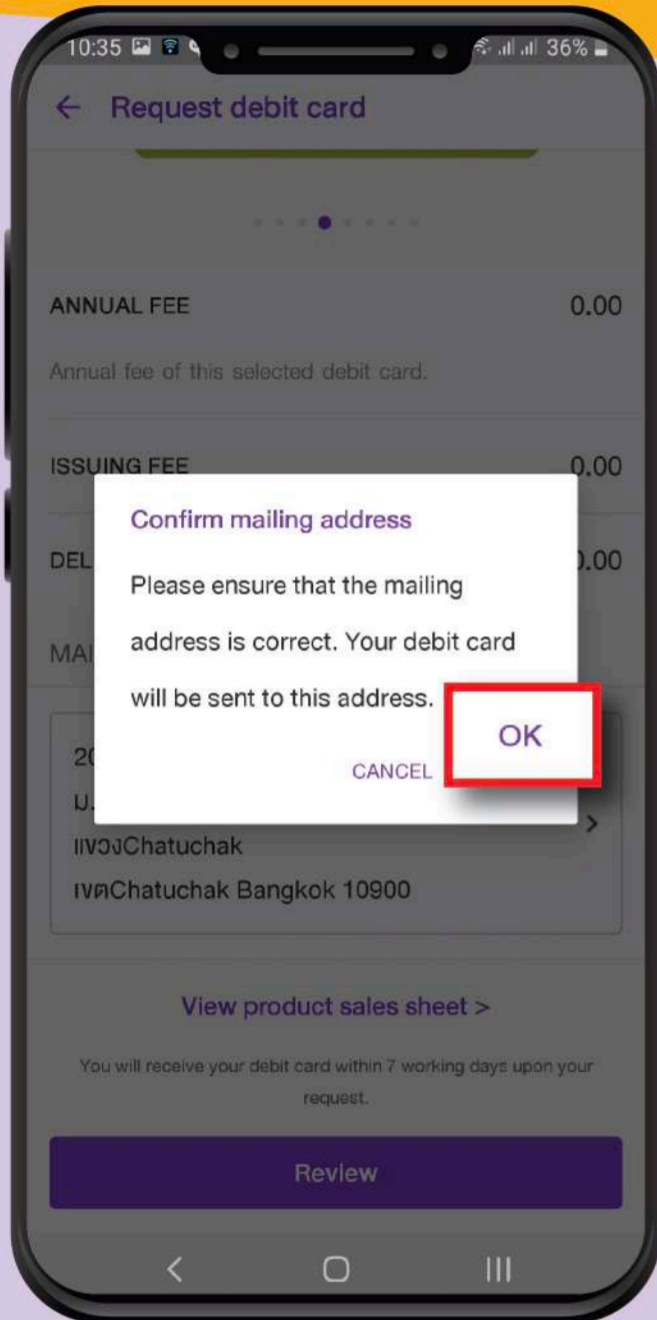 10:35 36%
Request debit card
ANNUAL FEE 0.00
Annual fee of this selected debit card.
ISSUING FEE 0.00
Confirm mailing address
Please ensure that the mailing
address is correct. Your debit card
will be sent to this address.
CANCEL OK
DEL
MAI
20
ม.
แขวงChatuchak
เขตChatuchak Bangkok 10900
View product sales sheet >
You will receive your debit card within 7 working days upon your
request.
Review